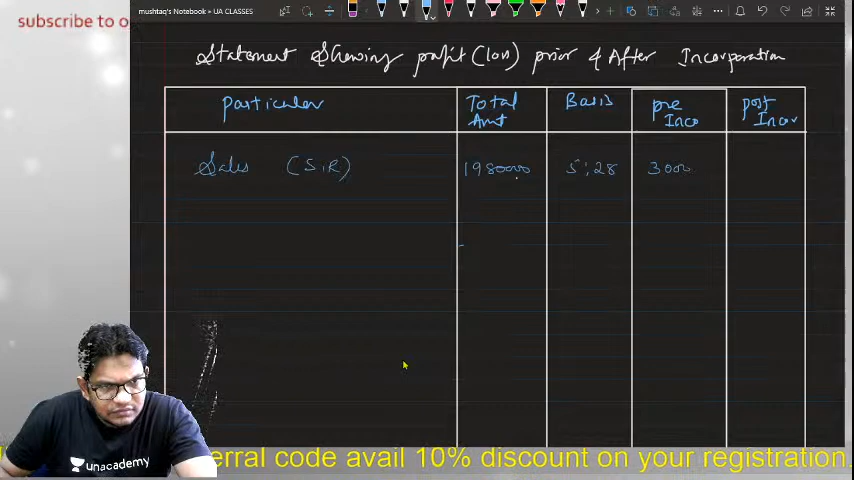 mushtaq's Notebook • UA CLASSES
subscribe to o
Statement Showing profit (loss) prior & After Incorporation
Particular Total Amt Basis pre Inco post Incor
Sales (S.R) 1980000 5:28 3000
unacademy
erral code avail 10% discount on your registration.